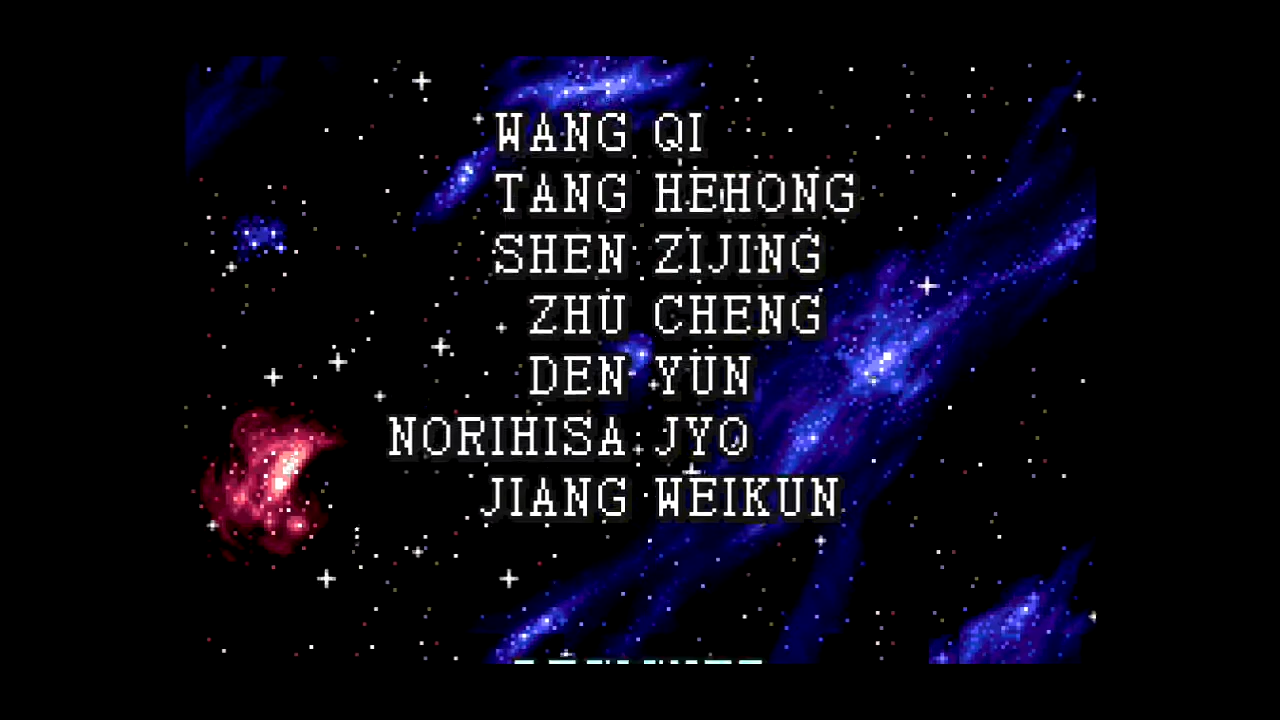 WANG QI
TANG HEHONG
SHEN ZIJING
ZHU CHENG
DEN YUN
NORIHISA JYO
JIANG WEIKUN